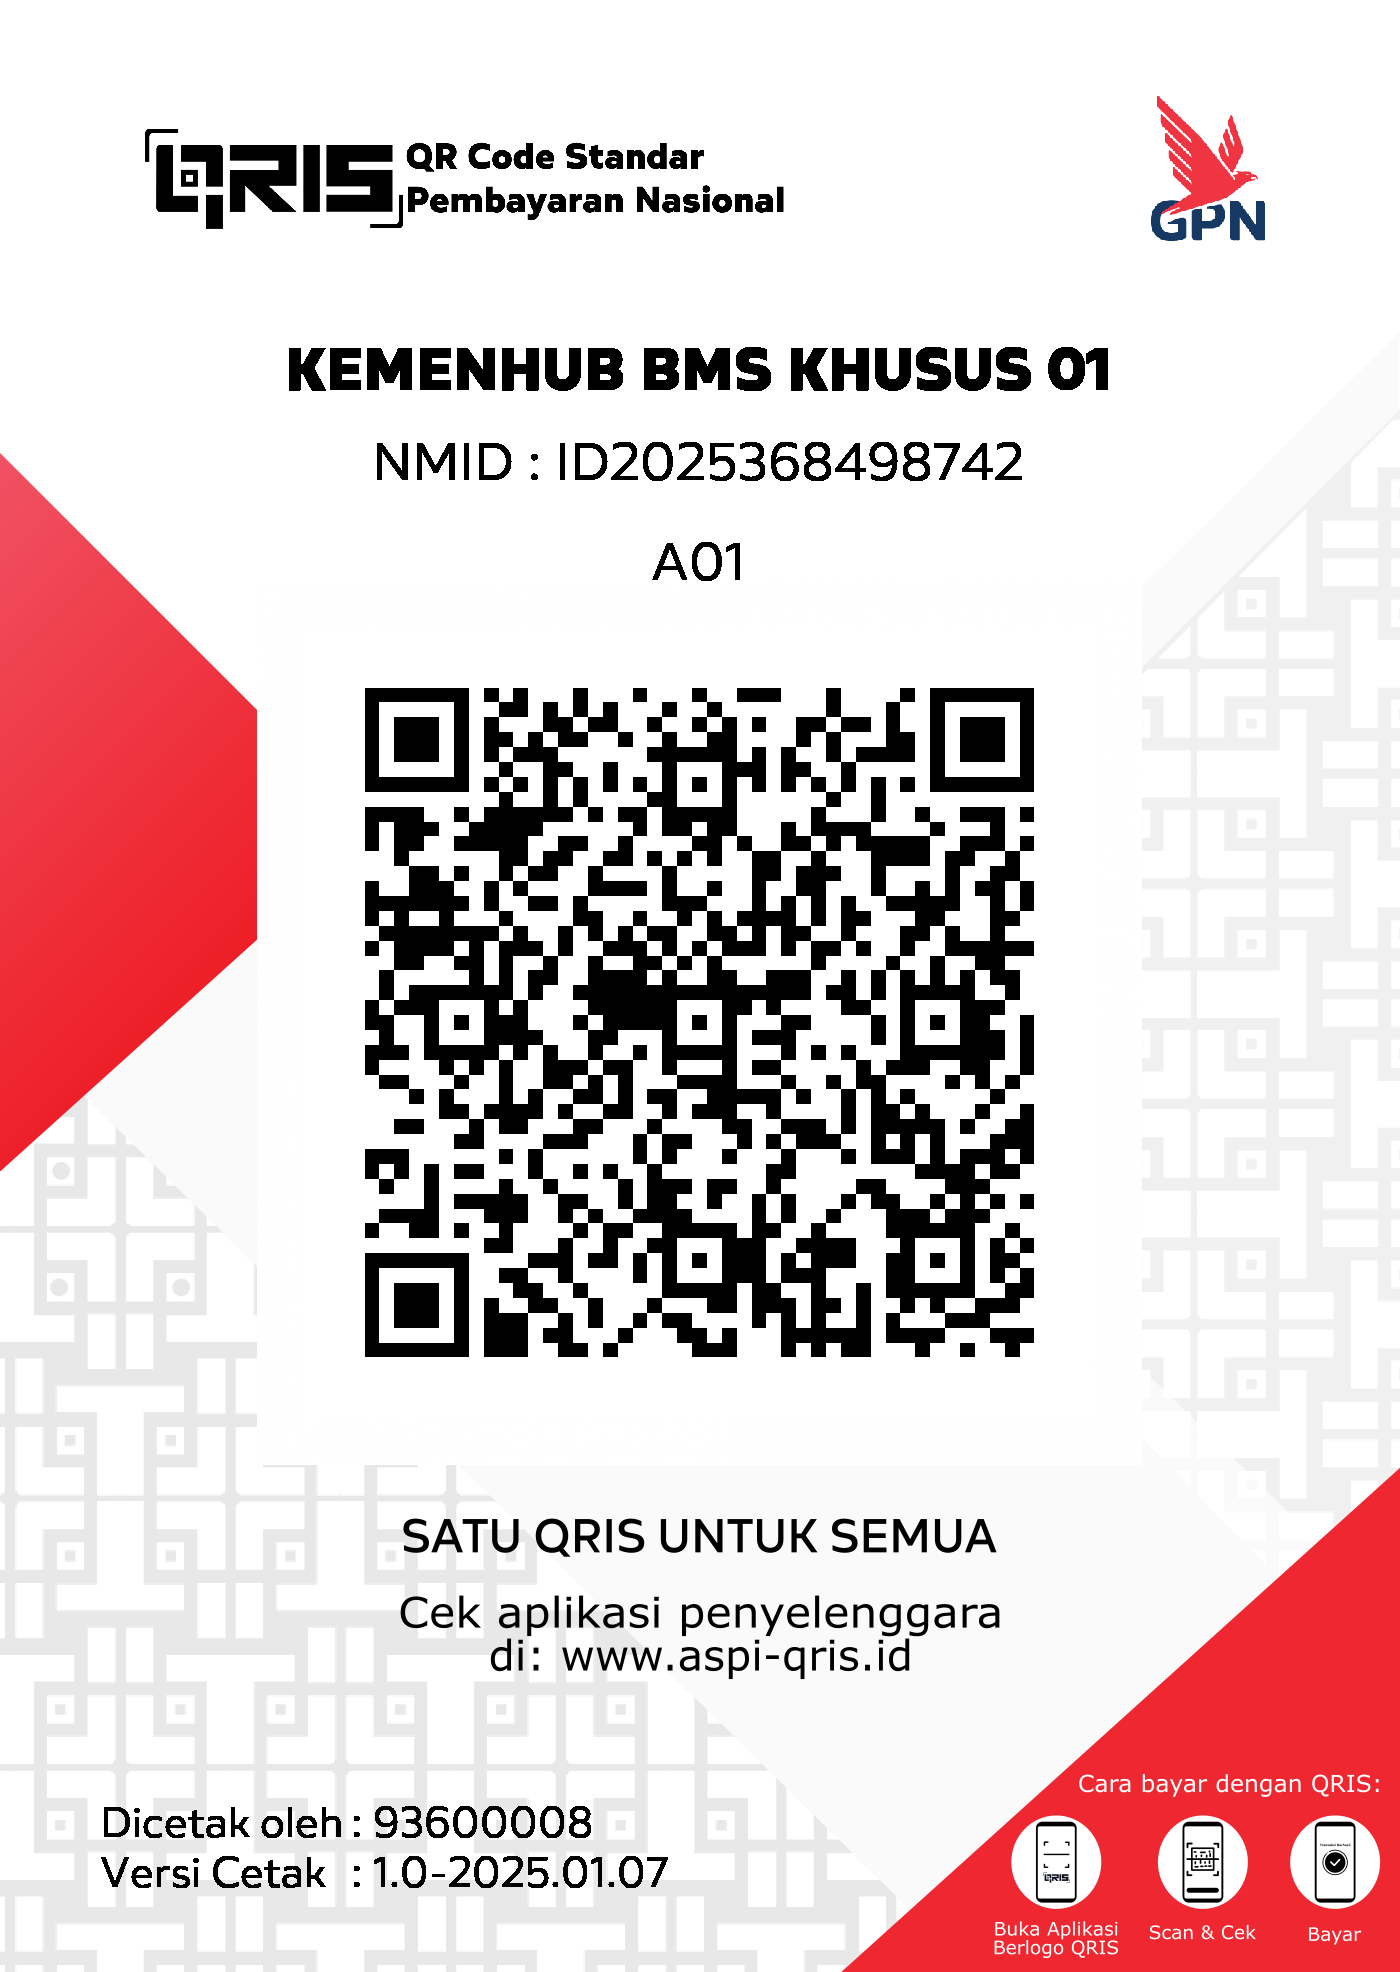 QRIS QR Code Standar
Pembayaran Nasional
GPN
KEMENHUB BMS KHUSUS 01
NMID : ID2025368498742
A01
SATU QRIS UNTUK SEMUA
Cek aplikasi penyelenggara
di: www.aspi-qris.id
Dicetak oleh : 93600008
Versi Cetak : 1.0-2025.01.07
Cara bayar dengan QRIS:
QRIS
Buka Aplikasi
Berlogo QRIS
Scan & Cek
Bayar